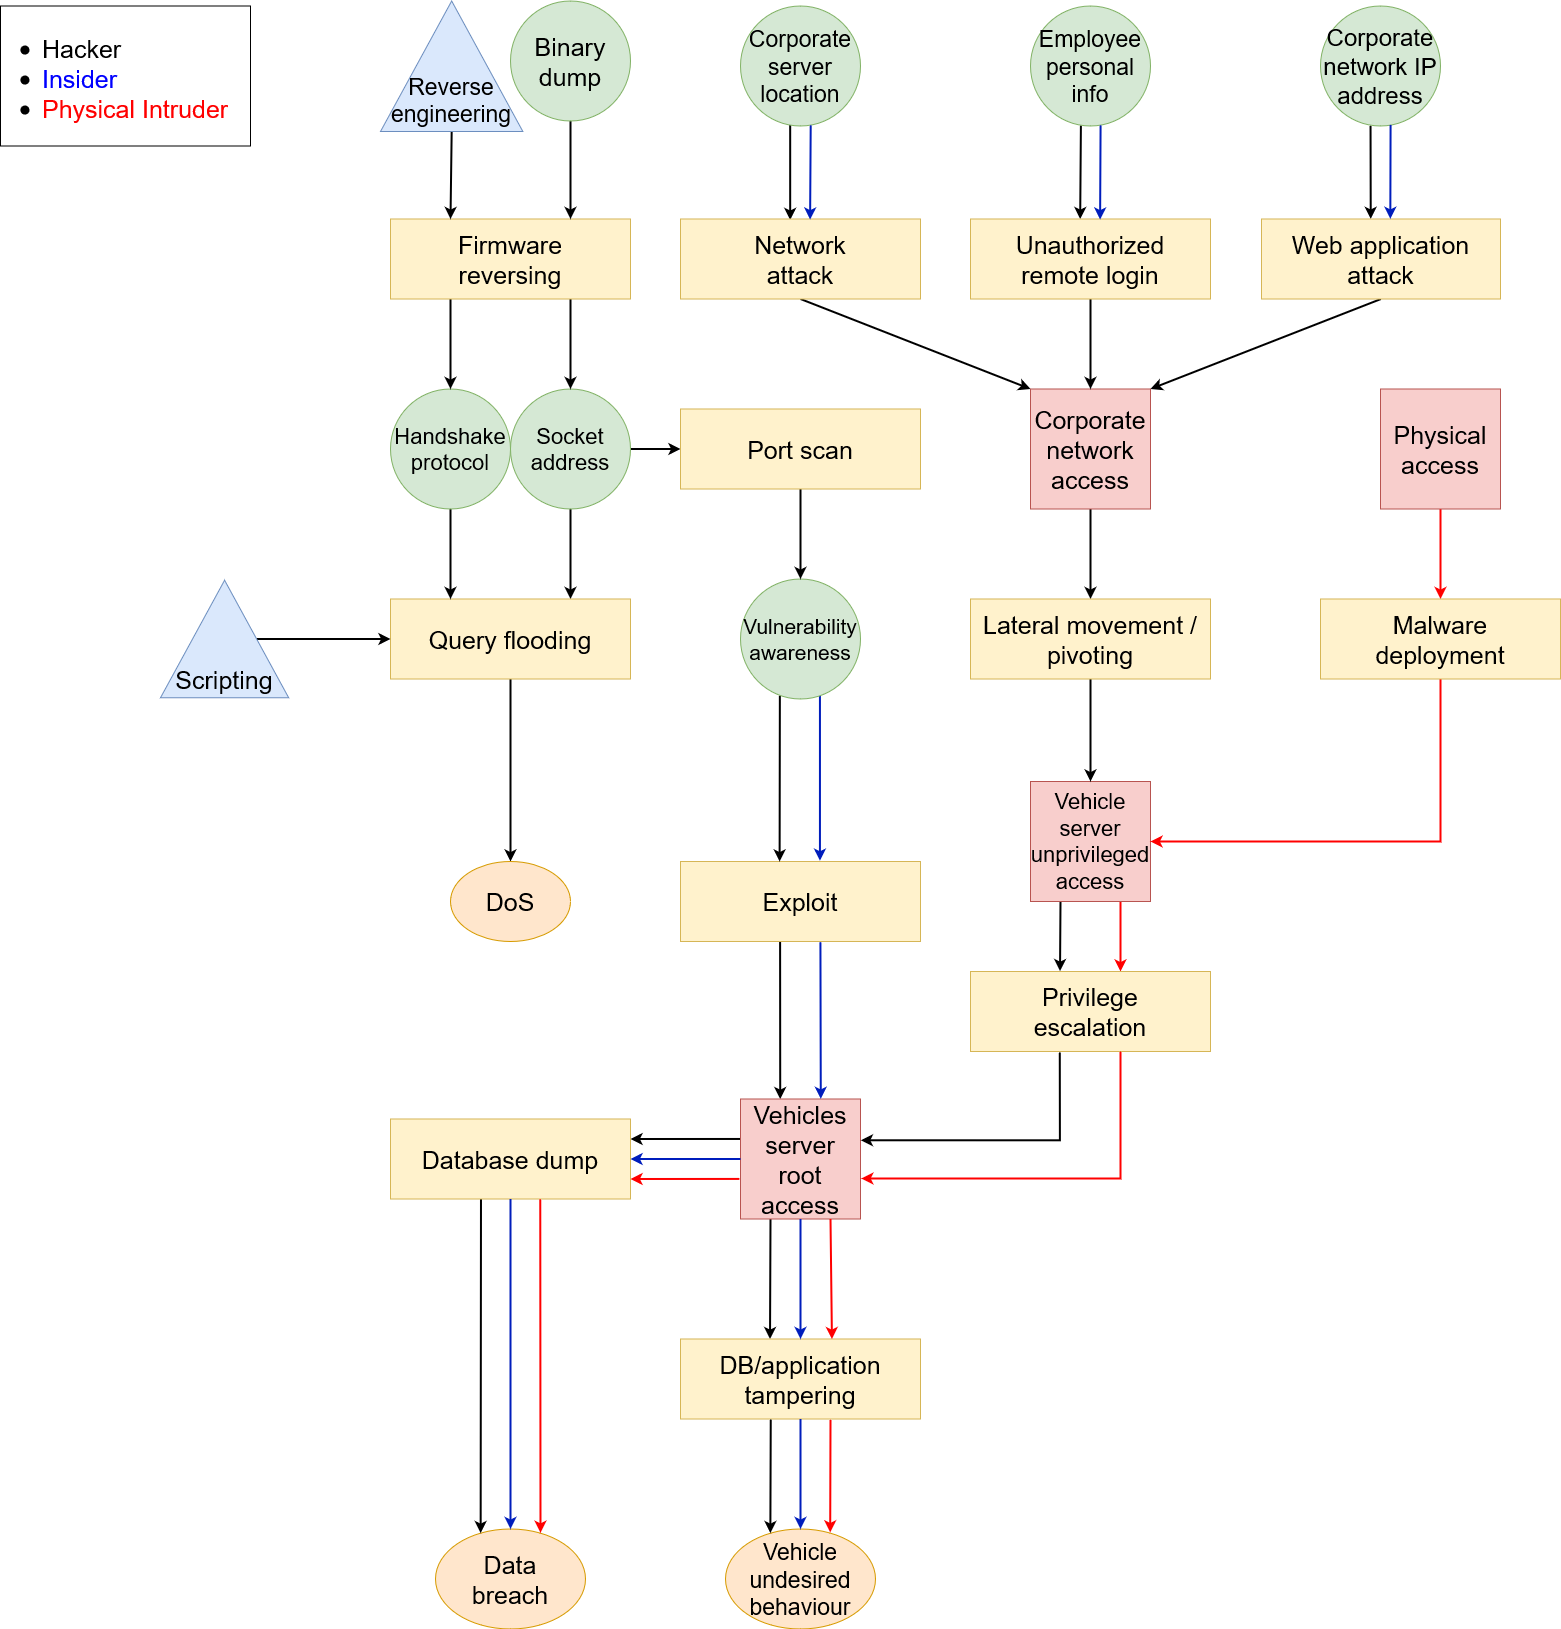 Hacker
Insider
Physical Intruder
Reverse
engineering
Binary
dump
Corporate
server
location
Employee
personal
info
Corporate
network IP
address
Firmware
reversing
Network
attack
Unauthorized
remote login
Web application
attack
Handshake
protocol
Socket
address
Port scan
Corporate
network
access
Physical
access
Scripting
Query flooding
Vulnerability
awareness
Lateral movement /
pivoting
Malware
deployment
DoS
Exploit
Vehicle
server
unprivileged
access
Privilege
escalation
Database dump
Vehicles
server
root
access
DB/application
tampering
Data
breach
Vehicle
undesired
behaviour